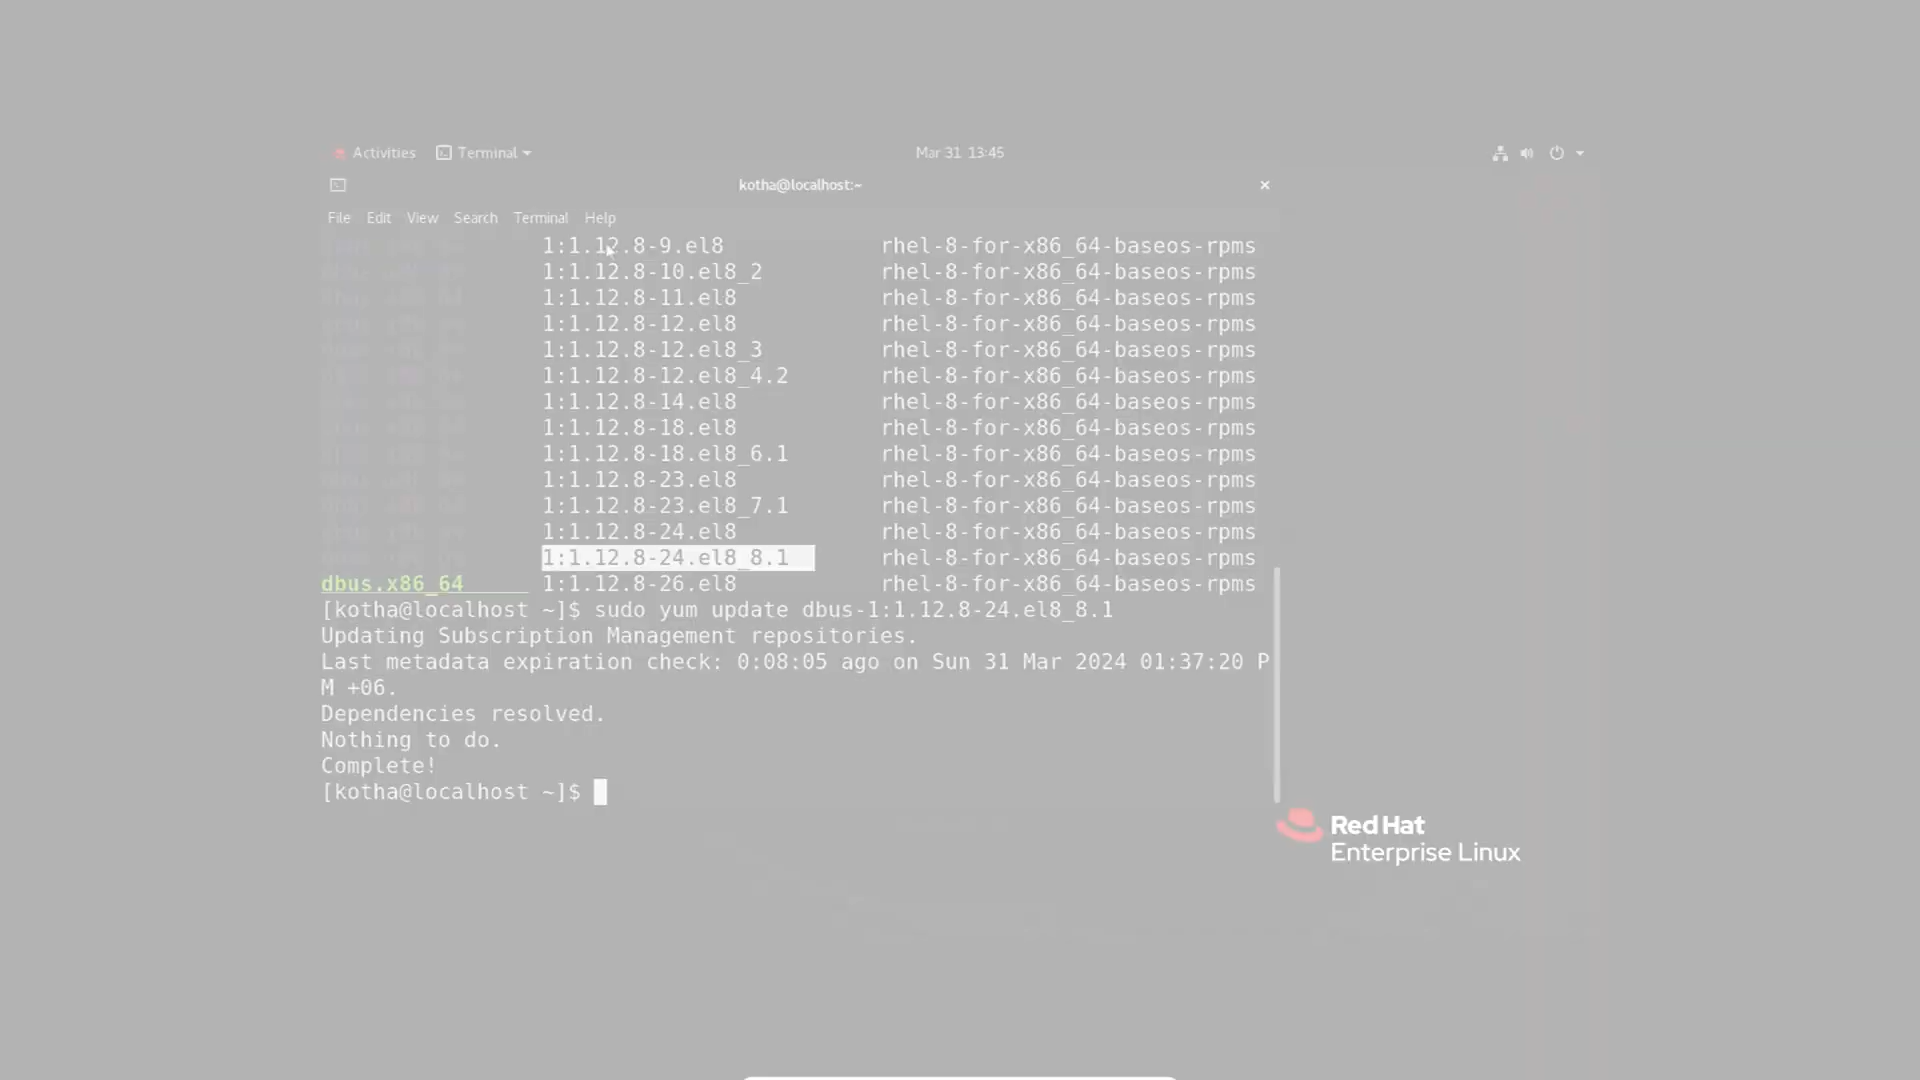 Activities Terminal Mar 31 13:45
kotha@localhost:~ ×
File Edit View Search Terminal Help
1:1.12.8-9.el8 rhel-8-for-x86_64-baseos-rpms
1:1.12.8-10.el8_2 rhel-8-for-x86_64-baseos-rpms
1:1.12.8-11.el8 rhel-8-for-x86_64-baseos-rpms
1:1.12.8-12.el8 rhel-8-for-x86_64-baseos-rpms
1:1.12.8-12.el8_3 rhel-8-for-x86_64-baseos-rpms
1:1.12.8-12.el8_4.2 rhel-8-for-x86_64-baseos-rpms
1:1.12.8-14.el8 rhel-8-for-x86_64-baseos-rpms
1:1.12.8-18.el8 rhel-8-for-x86_64-baseos-rpms
1:1.12.8-18.el8_6.1 rhel-8-for-x86_64-baseos-rpms
1:1.12.8-23.el8 rhel-8-for-x86_64-baseos-rpms
1:1.12.8-23.el8_7.1 rhel-8-for-x86_64-baseos-rpms
1:1.12.8-24.el8 rhel-8-for-x86_64-baseos-rpms
1:1.12.8-24.el8_8.1 rhel-8-for-x86_64-baseos-rpms
dbus.x86_64 1:1.12.8-26.el8 rhel-8-for-x86_64-baseos-rpms
[kotha@localhost ~]$ sudo yum update dbus-1:1.12.8-24.el8_8.1
Updating Subscription Management repositories.
Last metadata expiration check: 0:08:05 ago on Sun 31 Mar 2024 01:37:20 P
M +06.
Dependencies resolved.
Nothing to do.
Complete!
[kotha@localhost ~]$
Red Hat
Enterprise Linux